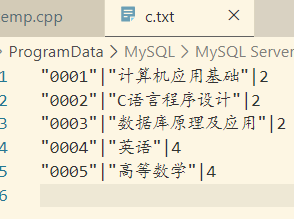 emp.cpp
c.txt
ProgramData > MySQL > MySQL Server
1 "0001"|"计算机应用基础"|2
2 "0002"|"C语言程序设计"|2
3 "0003"|"数据库原理及应用"|2
4 "0004"|"英语"|4
5 "0005"|"高等数学"|4
6